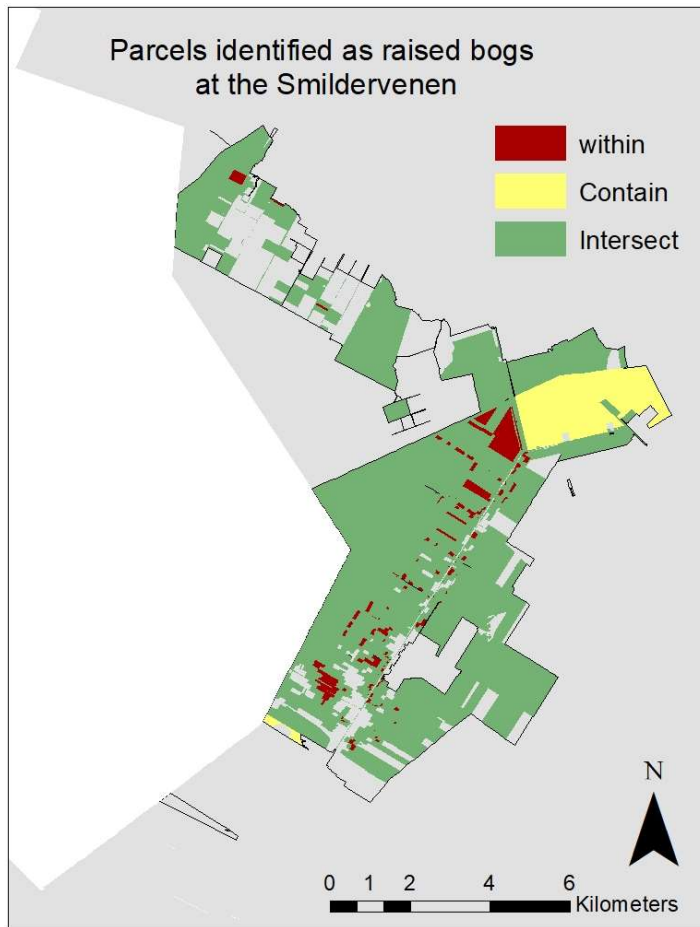 Parcels identified as raised bogs
at the Smildervenen
within
Contain
Intersect
N
0 1 2 4 6
Kilometers